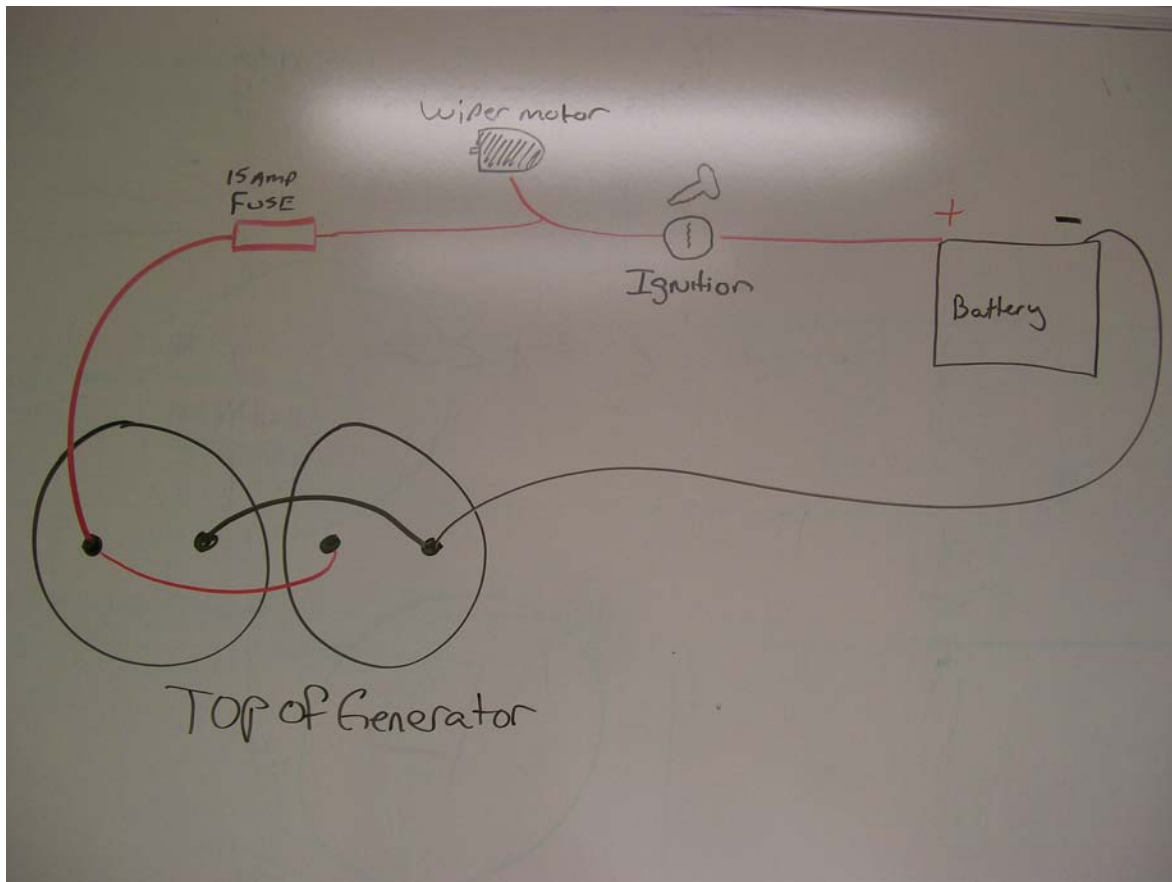 Wiper motor
15 AMP
FUSE
+ -
Ignition
Battery
TOP of Generator